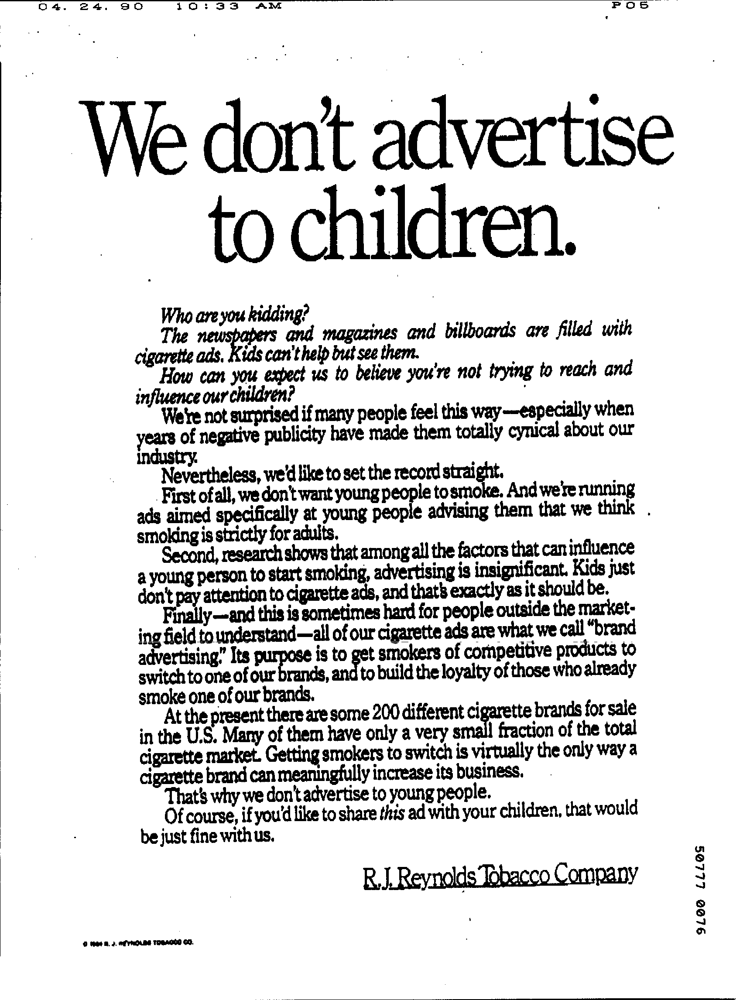 04. 24. 90 10:33 AM P05
We don't advertise
to children.
Who are you kidding?
The newspapers and magazines and billboards are filled with
cigarette ads. Kids can't help but see them.
How can you expect us to believe you're not trying to reach and
influence our children?
We're not surprised if many people feel this way—especially when
years of negative publicity have made them totally cynical about our
industry.
Nevertheless, we'd like to set the record straight.
First of all, we don't want young people to smoke. And we're running
ads aimed specifically at young people advising them that we think
smoking is strictly for adults.
Second, research shows that among all the factors that can influence
a young person to start smoking, advertising is insignificant. Kids just
don't pay attention to cigarette ads, and that's exactly as it should be.
Finally—and this is sometimes hard for people outside the market-
ing field to understand—all of our cigarette ads are what we call "brand
advertising." Its purpose is to get smokers of competitive products to
switch to one of our brands, and to build the loyalty of those who already
smoke one of our brands.
At the present there are some 200 different cigarette brands for sale
in the U.S. Many of them have only a very small fraction of the total
cigarette market. Getting smokers to switch is virtually the only way a
cigarette brand can meaningfully increase its business.
That's why we don't advertise to young people.
Of course, if you'd like to share this ad with your children, that would
be just fine with us.
R.J. Reynolds Tobacco Company
© 1984 R. J. REYNOLDS TOBACCO CO.
50777 0076